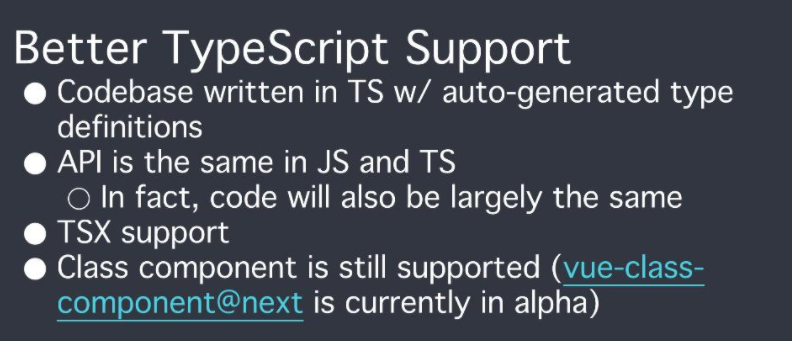 Better TypeScript Support
● Codebase written in TS w/ auto-generated type
definitions
● API is the same in JS and TS
○ In fact, code will also be largely the same
● TSX support
● Class component is still supported (vue-class-
component@next is currently in alpha)